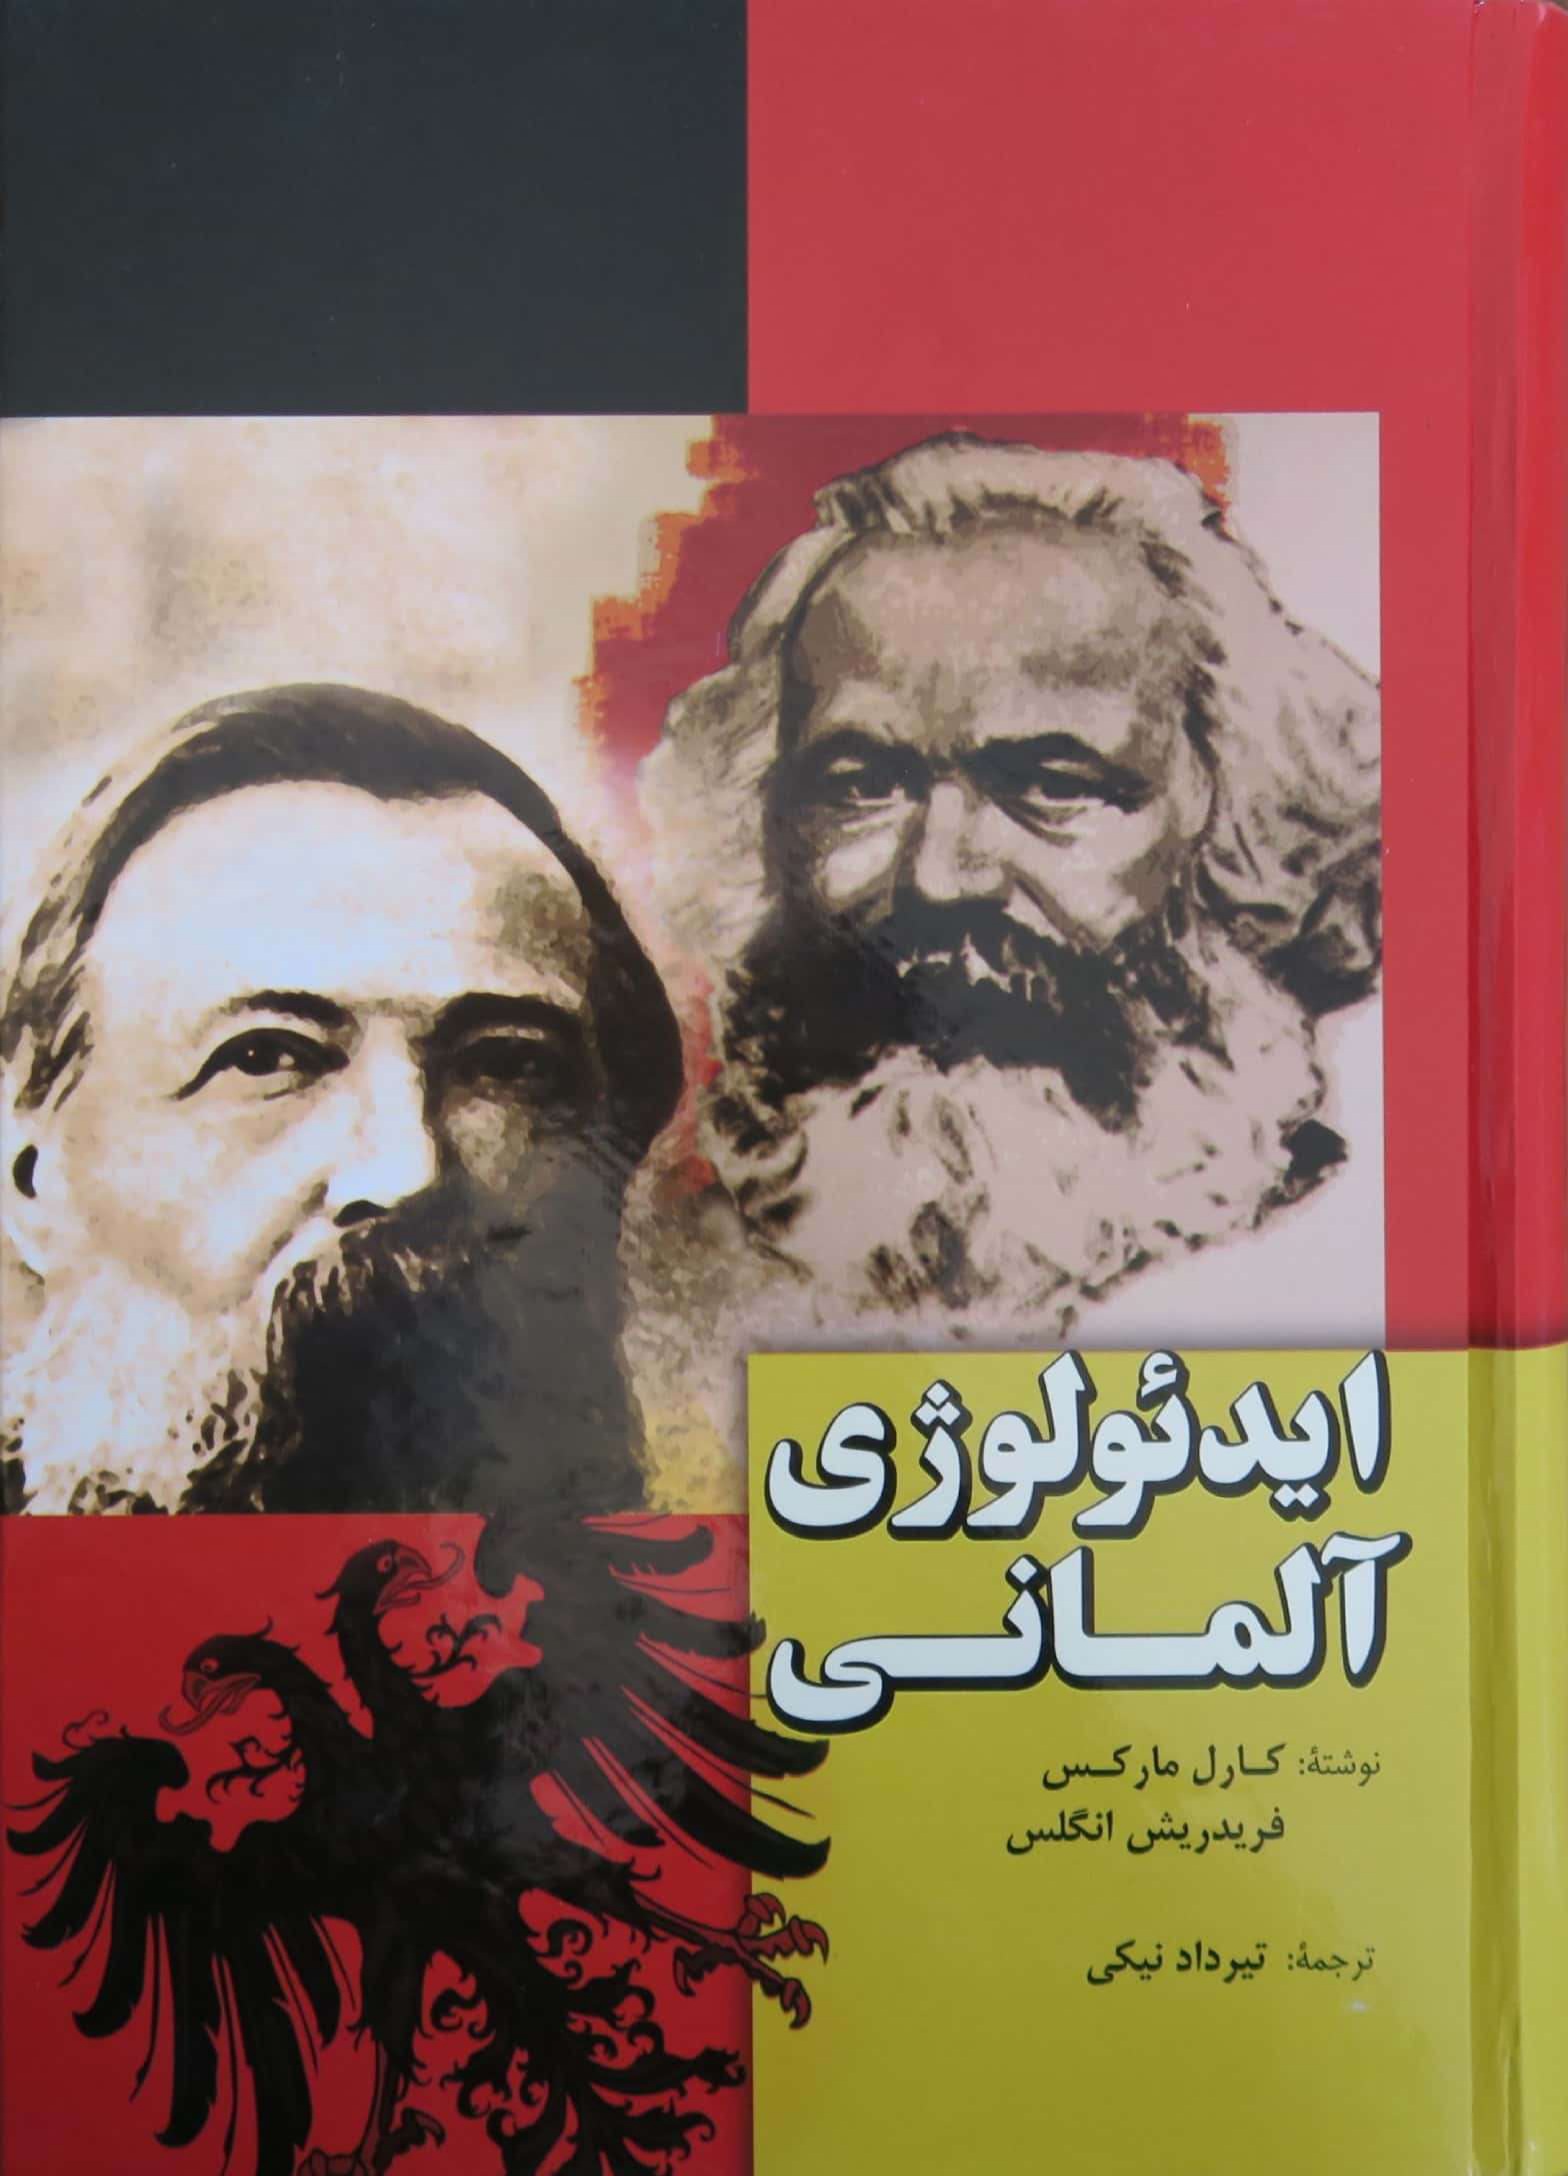 ایدئولوژی
آلمانی
نوشتهٔ: کارل مارکس
فریدریش انگلس
ترجمهٔ: تیرداد نیکی